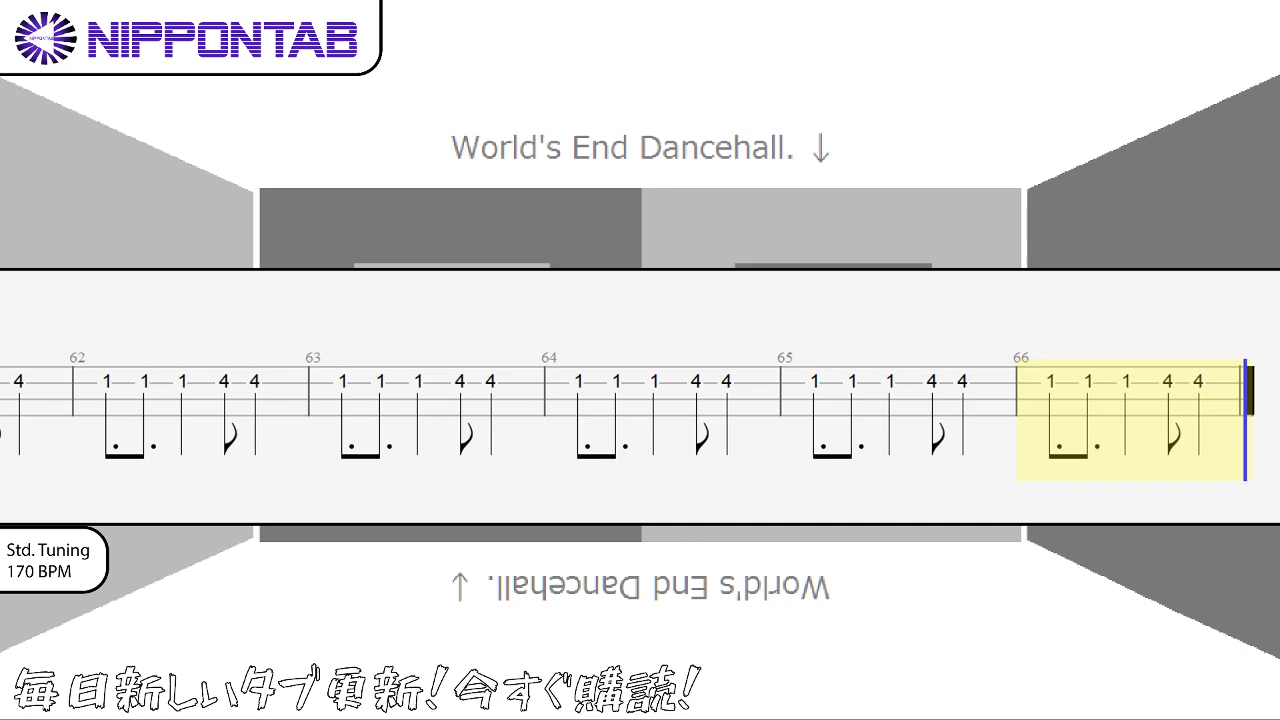 NIPPONTAB
World's End Dancehall. ↓
62 63 64 65 66
4 1 1 1 4 4 1 1 1 4 4 1 1 1 4 4 1 1 1 4 4 1 1 1 4 4
Std. Tuning
170 BPM
World's End Dancehall. ↓
毎日新しいタブ更新!今すぐ購読!